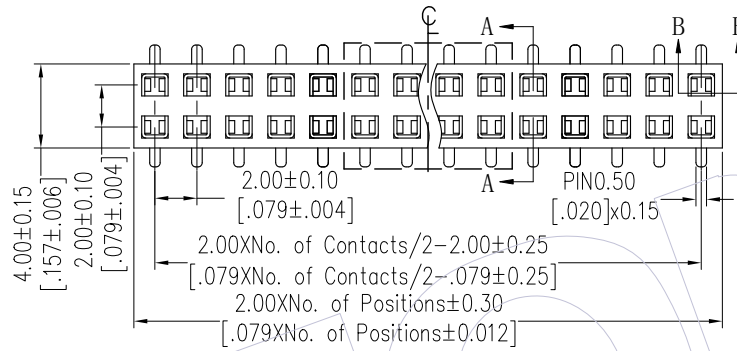 ℄
A
B
B
A
4.00±0.15
[.157±.006]
2.00±0.10
[.079±.004]
2.00±0.10
[.079±.004]
PIN0.50
[.020]x0.15
2.00XNo. of Contacts/2-2.00±0.25
[.079XNo. of Contacts/2-.079±0.25]
2.00XNo. of Positions±0.30
[.079XNo. of Positions±0.012]